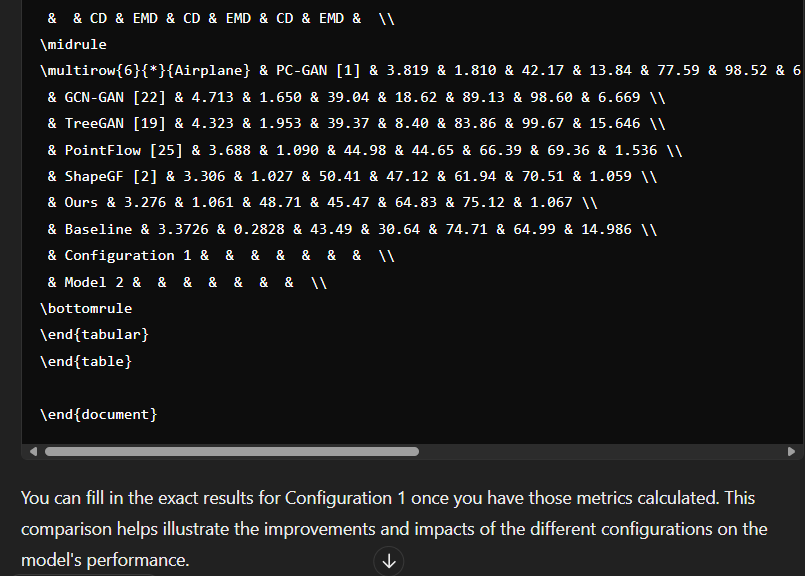 & & CD & EMD & CD & EMD & CD & EMD & \\
\midrule
\multirow{6}{*}{Airplane} & PC-GAN [1] & 3.819 & 1.810 & 42.17 & 13.84 & 77.59 & 98.52 & 6
& GCN-GAN [22] & 4.713 & 1.650 & 39.04 & 18.62 & 89.13 & 98.60 & 6.669 \\
& TreeGAN [19] & 4.323 & 1.953 & 39.37 & 8.40 & 83.86 & 99.67 & 15.646 \\
& PointFlow [25] & 3.688 & 1.090 & 44.98 & 44.65 & 66.39 & 69.36 & 1.536 \\
& ShapeGF [2] & 3.306 & 1.027 & 50.41 & 47.12 & 61.94 & 70.51 & 1.059 \\
& Ours & 3.276 & 1.061 & 48.71 & 45.47 & 64.83 & 75.12 & 1.067 \\
& Baseline & 3.3726 & 0.2828 & 43.49 & 30.64 & 74.71 & 64.99 & 14.986 \\
& Configuration 1 & & & & & & & \\
& Model 2 & & & & & & & \\
\bottomrule
\end{tabular}
\end{table}
\end{document}
You can fill in the exact results for Configuration 1 once you have those metrics calculated. This
comparison helps illustrate the improvements and impacts of the different configurations on the
model's performance.